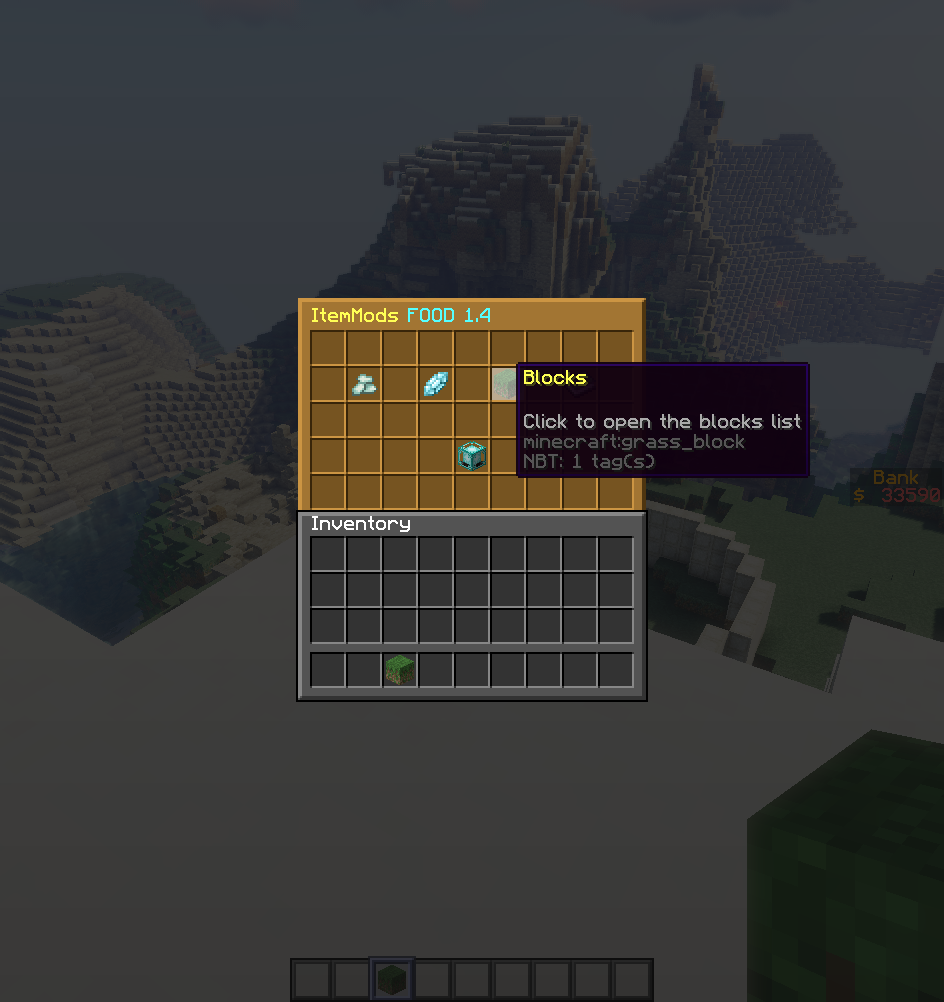 ItemMods FOOD 1.4
Blocks
Click to open the blocks list
minecraft:grass_block
NBT: 1 tag(s)
Bank
$ 33590
Inventory